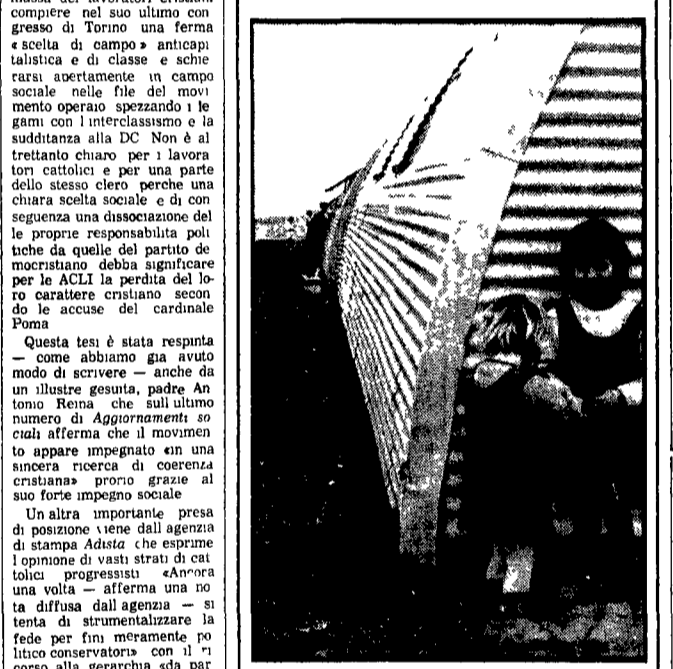 compiere nel suo ultimo con
gresso di Torino una ferma
« scelta di campo » anticapi
talistica e di classe e schie
rarsi apertamente in campo
sociale nelle file del movi
mento operaio spezzando i le
gami con l interclassismo e la
sudditanza alla DC Non è al
trettanto chiaro per i lavora
tori cattolici e per una parte
dello stesso clero perche una
chiara scelta sociale e di con
seguenza una dissociazione del
le proprie responsabilita poli
tiche da quelle del partito de
mocristiano debba significare
per le ACLI la perdita del lo-
ro carattere cristiano secon
do le accuse del cardinale
Poma
Questa tesi è stata respinta
— come abbiamo gia avuto
modo di scrivere — anche da
un illustre gesuita, padre An
tonio Reina che sull ultimo
numero di Aggiornamenti so
ciali afferma che il movimen
to appare impegnato «in una
sincera ricerca di coerenza
cristiana» prorio grazie al
suo forte impegno sociale
Un altra importante presa
di posizione viene dall agenzia
di stampa Adista che esprime
l opinione di vasti strati di cat
tolici progressisti «Ancora
una volta — afferma una no
ta diffusa dall agenzia — si
tenta di strumentalizzare la
fede per fini meramente po
litico conservatori» con il ri
corso alla gerarchia «da par